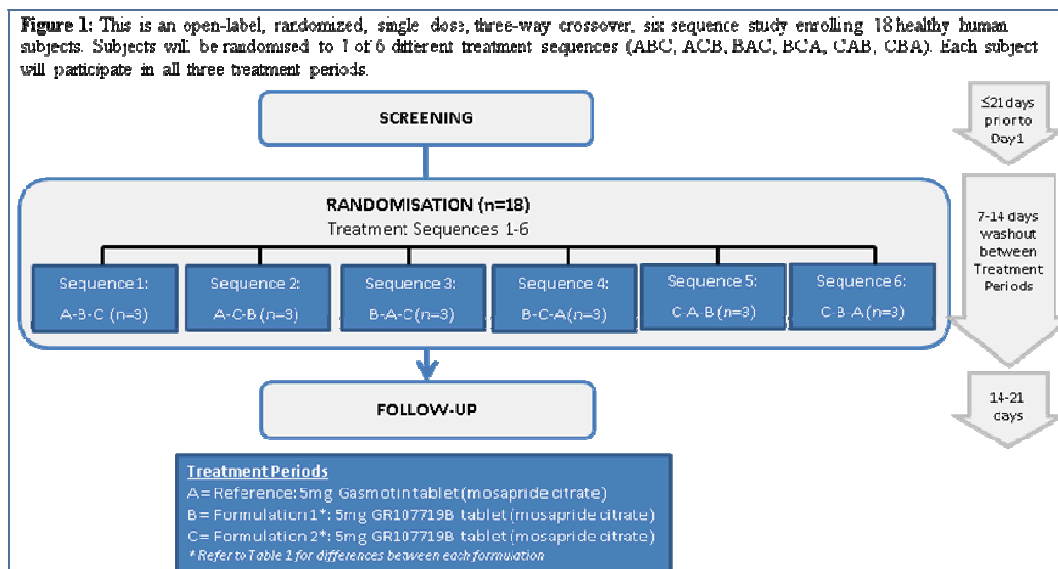 Figure 1: This is an open-label, randomized, single dose, three-way crossover, six sequence study enrolling 18 healthy human
subjects. Subjects will be randomised to 1 of 6 different treatment sequences (ABC, ACB, BAC, BCA, CAB, CBA). Each subject
will participate in all three treatment periods.
SCREENING
≤21 days
prior to
Day 1
RANDOMISATION (n=18)
Treatment Sequences 1-6
7-14 days
washout
between
Treatment
Periods
Sequence 1: Sequence 2: Sequence 3: Sequence 4: Sequence 5: Sequence 6:
A-B-C (n=3) A-C-B (n=3) B-A-C (n=3) B-C-A (n=3) C-A-B (n=3) C-B-A (n=3)
FOLLOW-UP
14-21
days
Treatment Periods
A = Reference: 5mg Gasmotin tablet (mosapride citrate)
B = Formulation 1*: 5mg GR107719B tablet (mosapride citrate)
C = Formulation 2*: 5mg GR107719B tablet (mosapride citrate)
* Refer to Table 1 for differences between each formulation